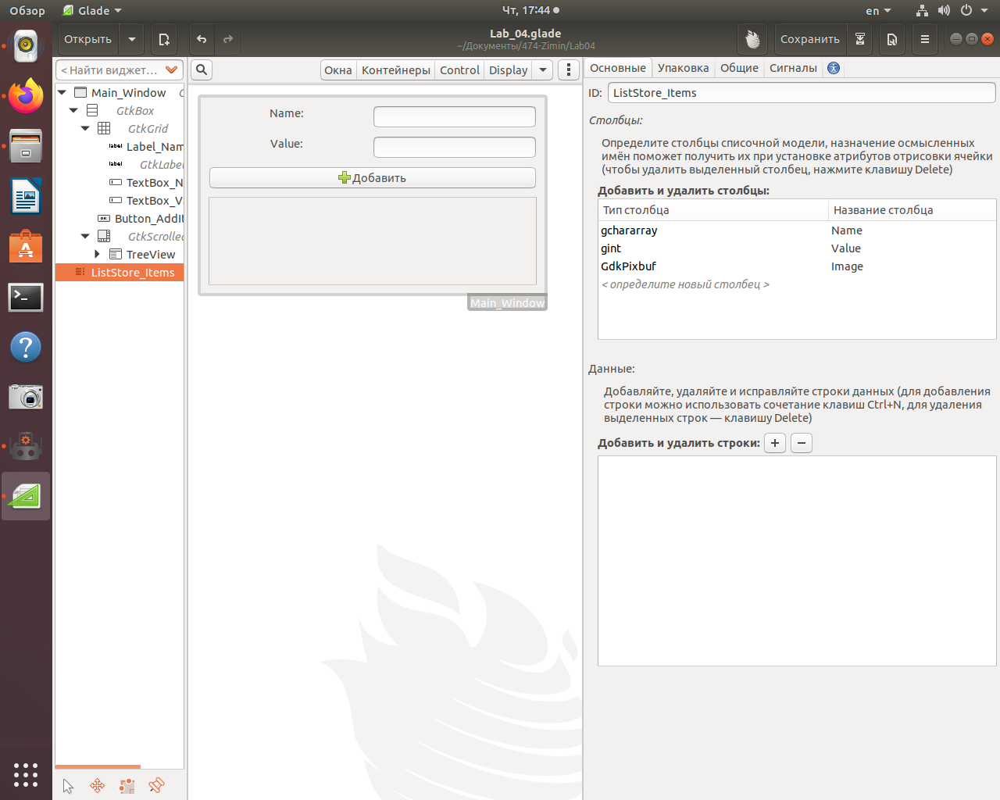 Обзор Glade Чт, 17:44 en
Открыть Lab_04.glade Сохранить
~/Документы/474-Zimin/Lab04
< Найти виджет… Окна Контейнеры Control Display
Основные Упаковка Общие Сигналы
Main_Window
GtkBox
GtkGrid
Label_Nam
label GtkLabe
TextBox_N
TextBox_V
Button_AddIt
GtkScrolled
TreeView
ListStore_Items
Name:
Value:
Добавить
Main_Window
ID: ListStore_Items
Столбцы:
Определите столбцы списочной модели, назначение осмысленных
имён поможет получить их при установке атрибутов отрисовки ячейки
(чтобы удалить выделенный столбец, нажмите клавишу Delete)
Добавить и удалить столбцы:
Тип столбца Название столбца
gchararray Name
gint Value
GdkPixbuf Image
< определите новый столбец >
Данные:
Добавляйте, удаляйте и исправляйте строки данных (для добавления
строки можно использовать сочетание клавиш Ctrl+N, для удаления
выделенных строк — клавишу Delete)
Добавить и удалить строки: + −